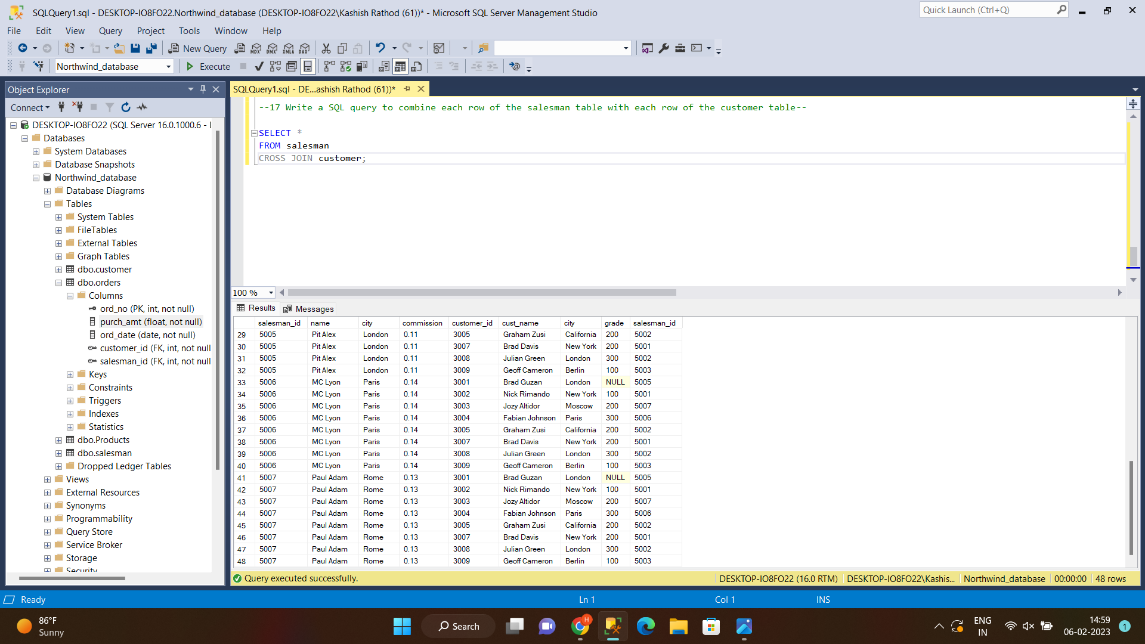 SQLQuery1.sql - DESKTOP-IO8FO22.Northwind_database (DESKTOP-IO8FO22\Kashish Rathod (61))* - Microsoft SQL Server Management Studio
Quick Launch (Ctrl+Q)
File Edit View Query Project Tools Window Help
New Query
Northwind_database Execute
Object Explorer
SQLQuery1.sql - DE...ashish Rathod (61))*
Connect
DESKTOP-IO8FO22 (SQL Server 16.0.1000.6 - 
Databases
System Databases
Database Snapshots
Northwind_database
Database Diagrams
Tables
System Tables
FileTables
External Tables
Graph Tables
dbo.customer
dbo.orders
Columns
ord_no (PK, int, not null)
purch_amt (float, not null)
ord_date (date, not null)
customer_id (FK, int, not null
salesman_id (FK, int, not null
Keys
Constraints
Triggers
Indexes
Statistics
dbo.Products
dbo.salesman
Dropped Ledger Tables
Views
External Resources
Synonyms
Programmability
Query Store
Service Broker
Storage
Security
--17 Write a SQL query to combine each row of the salesman table with each row of the customer table--
SELECT *
FROM salesman
CROSS JOIN customer;
100 %
Results Messages
salesman_id name city commission customer_id cust_name city grade salesman_id
29 5005 Pit Alex London 0.11 3005 Graham Zusi California 200 5002
30 5005 Pit Alex London 0.11 3007 Brad Davis New York 200 5001
31 5005 Pit Alex London 0.11 3008 Julian Green London 300 5002
32 5005 Pit Alex London 0.11 3009 Geoff Cameron Berlin 100 5003
33 5006 MC Lyon Paris 0.14 3001 Brad Guzan London NULL 5005
34 5006 MC Lyon Paris 0.14 3002 Nick Rimando New York 100 5001
35 5006 MC Lyon Paris 0.14 3003 Jozy Altidor Moscow 200 5007
36 5006 MC Lyon Paris 0.14 3004 Fabian Johnson Paris 300 5006
37 5006 MC Lyon Paris 0.14 3005 Graham Zusi California 200 5002
38 5006 MC Lyon Paris 0.14 3007 Brad Davis New York 200 5001
39 5006 MC Lyon Paris 0.14 3008 Julian Green London 300 5002
40 5006 MC Lyon Paris 0.14 3009 Geoff Cameron Berlin 100 5003
41 5007 Paul Adam Rome 0.13 3001 Brad Guzan London NULL 5005
42 5007 Paul Adam Rome 0.13 3002 Nick Rimando New York 100 5001
43 5007 Paul Adam Rome 0.13 3003 Jozy Altidor Moscow 200 5007
44 5007 Paul Adam Rome 0.13 3004 Fabian Johnson Paris 300 5006
45 5007 Paul Adam Rome 0.13 3005 Graham Zusi California 200 5002
46 5007 Paul Adam Rome 0.13 3007 Brad Davis New York 200 5001
47 5007 Paul Adam Rome 0.13 3008 Julian Green London 300 5002
48 5007 Paul Adam Rome 0.13 3009 Geoff Cameron Berlin 100 5003
Query executed successfully. DESKTOP-IO8FO22 (16.0 RTM) DESKTOP-IO8FO22\Kashis... Northwind_database 00:00:00 48 rows
Ready Ln 1 Col 1 INS
86°F
Sunny
Search
ENG
IN
14:59
06-02-2023
1